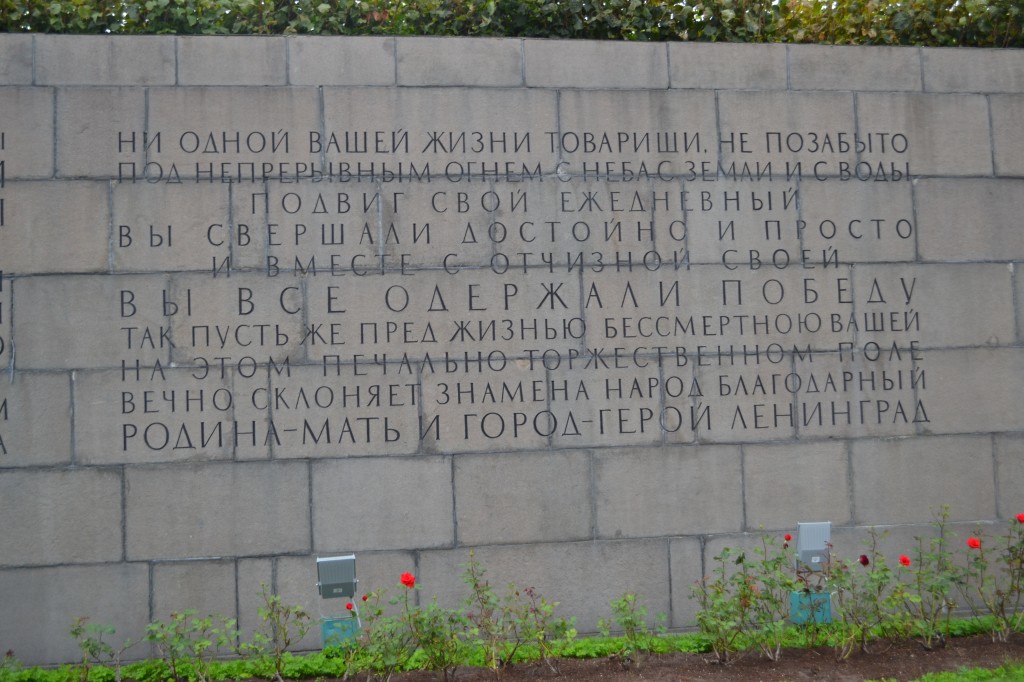 НИ ОДНОЙ ВАШЕЙ ЖИЗНИ ТОВАРИЩИ, НЕ ПОЗАБЫТО
ПОД НЕПРЕРЫВНЫМ ОГНЕМ С НЕБА С ЗЕМЛИ И С ВОДЫ
ПОДВИГ СВОЙ ЕЖЕДНЕВНЫЙ
ВЫ СВЕРШАЛИ ДОСТОЙНО И ПРОСТО
И ВМЕСТЕ С ОТЧИЗНОЙ СВОЕЙ
ВЫ ВСЕ ОДЕРЖАЛИ ПОБЕДУ
ТАК ПУСТЬ ЖЕ ПРЕД ЖИЗНЬЮ БЕССМЕРТНОЮ ВАШЕЙ
НА ЭТОМ ПЕЧАЛЬНО ТОРЖЕСТВЕННОМ ПОЛЕ
ВЕЧНО СКЛОНЯЕТ ЗНАМЕНА НАРОД БЛАГОДАРНЫЙ
РОДИНА-МАТЬ И ГОРОД-ГЕРОЙ ЛЕНИНГРАД